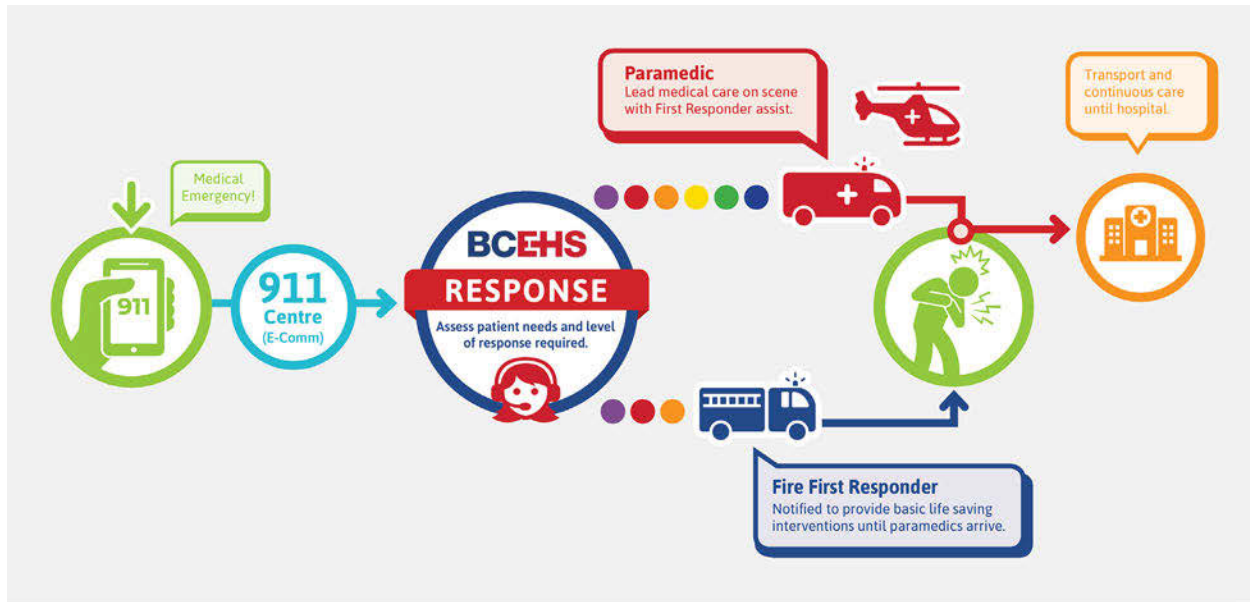 Medical
Emergency!
911
911
Centre
(E-Comm)
BCEHS
RESPONSE
Assess patient needs and level
of response required.
Paramedic
Lead medical care on scene
with First Responder assist.
Fire First Responder
Notified to provide basic life saving
interventions until paramedics arrive.
Transport and
continuous care
until hospital.